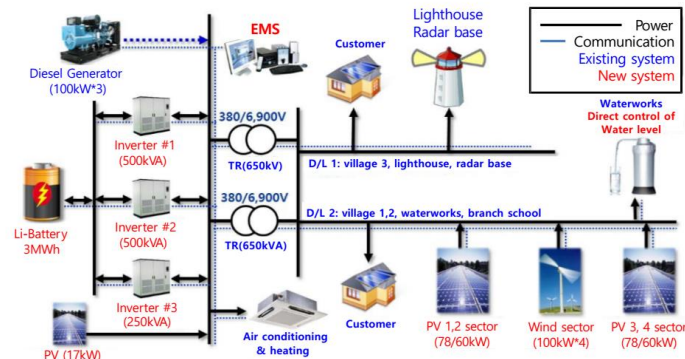 EMS
Customer
Lighthouse
Radar base
Power
Communication
Existing system
New system
Diesel Generator
(100kW*3)
Waterworks
Direct control of
Water level
380/6,900V
Inverter #1
(500kVA)
TR(650kV)
D/L 1: village 3, lighthouse, radar base
Li-Battery
3MWh
380/6,900V
Inverter #2
(500kVA)
TR(650kVA)
D/L 2: village 1,2, waterworks, branch school
Inverter #3
(250kVA)
Air conditioning
& heating
Customer
PV 1,2 sector
(78/60kW)
Wind sector
(100kW*4)
PV 3, 4 sector
(78/60kW)
PV (17kW)